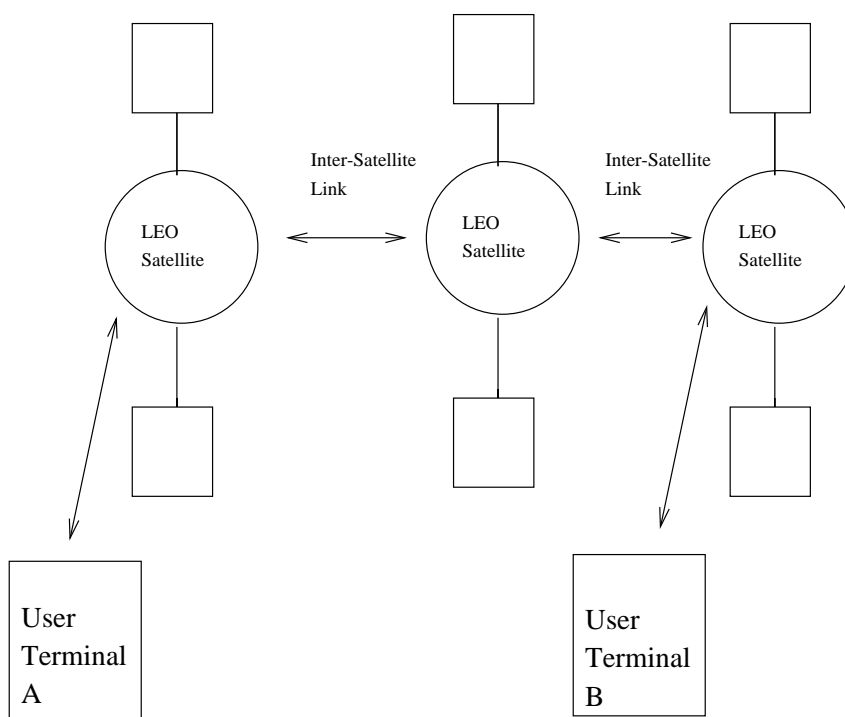 Inter-Satellite
Link
Inter-Satellite
Link
LEO
Satellite
LEO
Satellite
LEO
Satellite
User
Terminal
A
User
Terminal
B